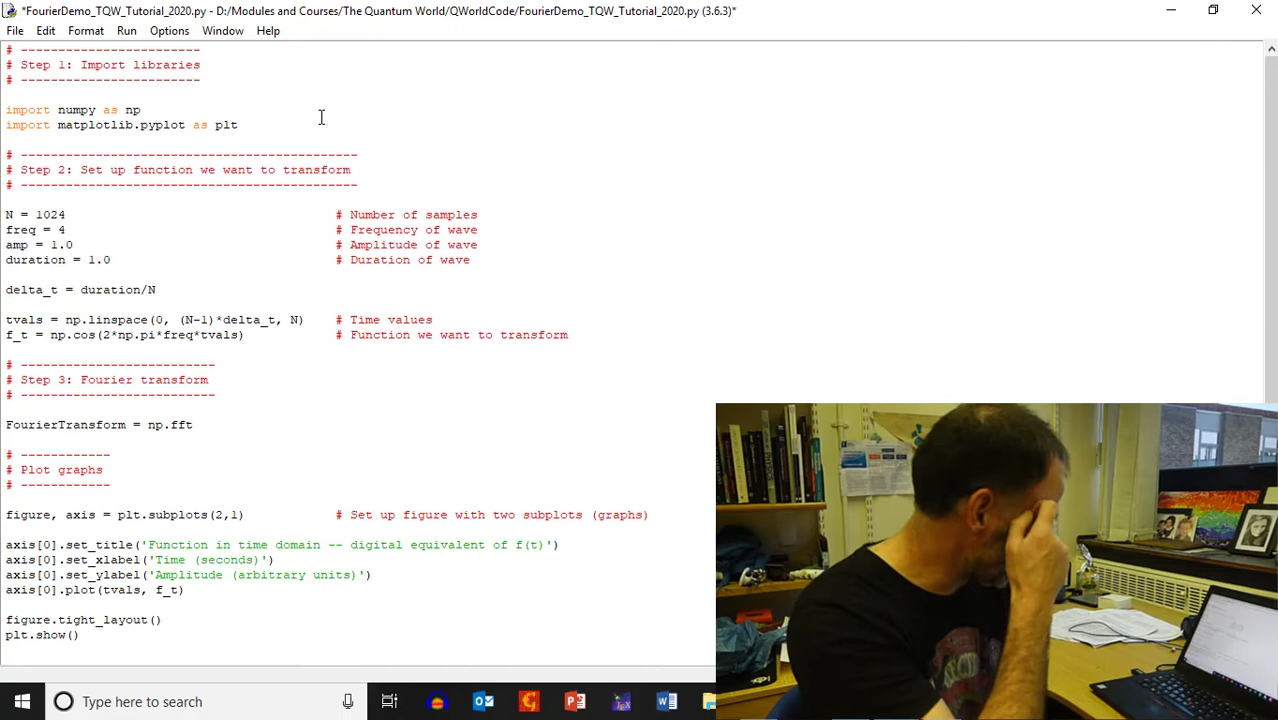 *FourierDemo_TQW_Tutorial_2020.py - D:/Modules and Courses/The Quantum World/QWorldCode/FourierDemo_TQW_Tutorial_2020.py (3.6.3)*
File Edit Format Run Options Window Help
# ------------------------
# Step 1: Import libraries
# ------------------------
import numpy as np
import matplotlib.pyplot as plt
# ---------------------------------------------
# Step 2: Set up function we want to transform
# ---------------------------------------------
N = 1024 # Number of samples
freq = 4 # Frequency of wave
amp = 1.0 # Amplitude of wave
duration = 1.0 # Duration of wave
delta_t = duration/N
tvals = np.linspace(0, (N-1)*delta_t, N) # Time values
f_t = np.cos(2*np.pi*freq*tvals) # Function we want to transform
# --------------------------
# Step 3: Fourier transform
# --------------------------
FourierTransform = np.fft
# ------------
# Plot graphs
# ------------
figure, axis = plt.subplots(2,1) # Set up figure with two subplots (graphs)
axis[0].set_title('Function in time domain -- digital equivalent of f(t)')
axis[0].set_xlabel('Time (seconds)')
axis[0].set_ylabel('Amplitude (arbitrary units)')
axis[0].plot(tvals, f_t)
figure.tight_layout()
plt.show()
Type here to search